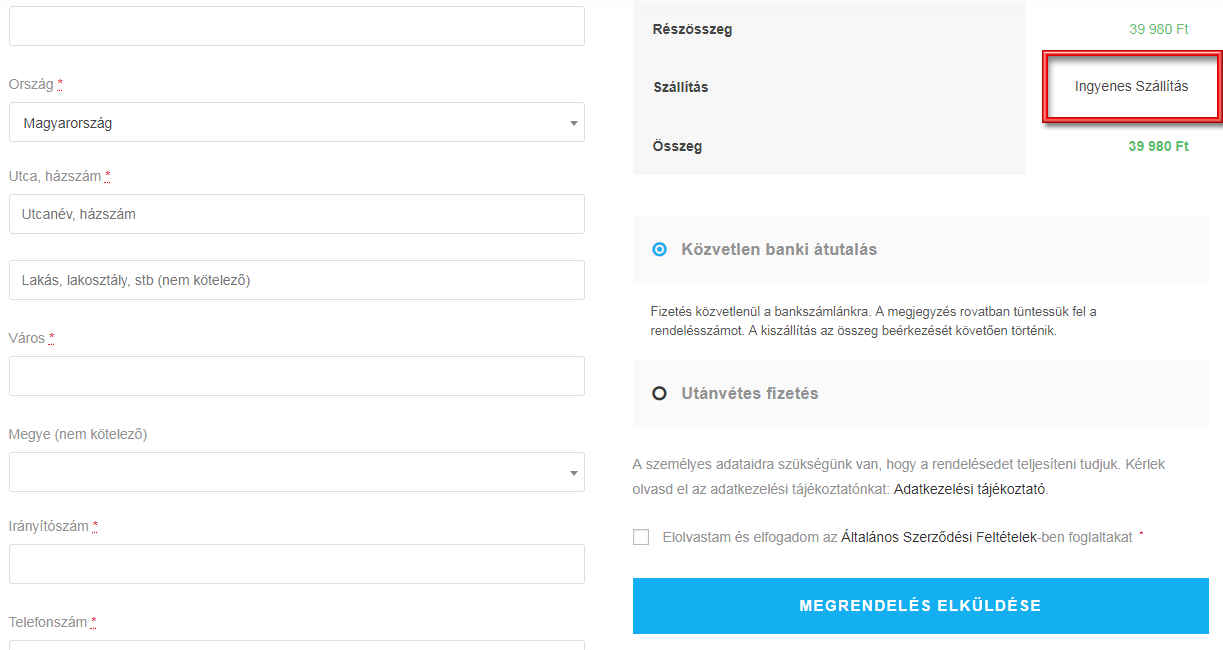 Ország *
Magyarország
Utca, házszám *
Utcanév, házszám
Lakás, lakosztály, stb (nem kötelező)
Város *
Megye (nem kötelező)
Irányítószám *
Telefonszám *
Részösszeg 39 980 Ft
Szállítás Ingyenes Szállítás
Összeg 39 980 Ft
Közvetlen banki átutalás
Fizetés közvetlenül a bankszámlánkra. A megjegyzés rovatban tüntessük fel a
rendelésszámot. A kiszállítás az összeg beérkezését követően történik.
Utánvétes fizetés
A személyes adataidra szükségünk van, hogy a rendelésedet teljesíteni tudjuk. Kérlek
olvasd el az adatkezelési tájékoztatónkat: Adatkezelési tájékoztató.
Elolvastam és elfogadom az Általános Szerződési Feltételek-ben foglaltakat *
MEGRENDELÉS ELKÜLDÉSE